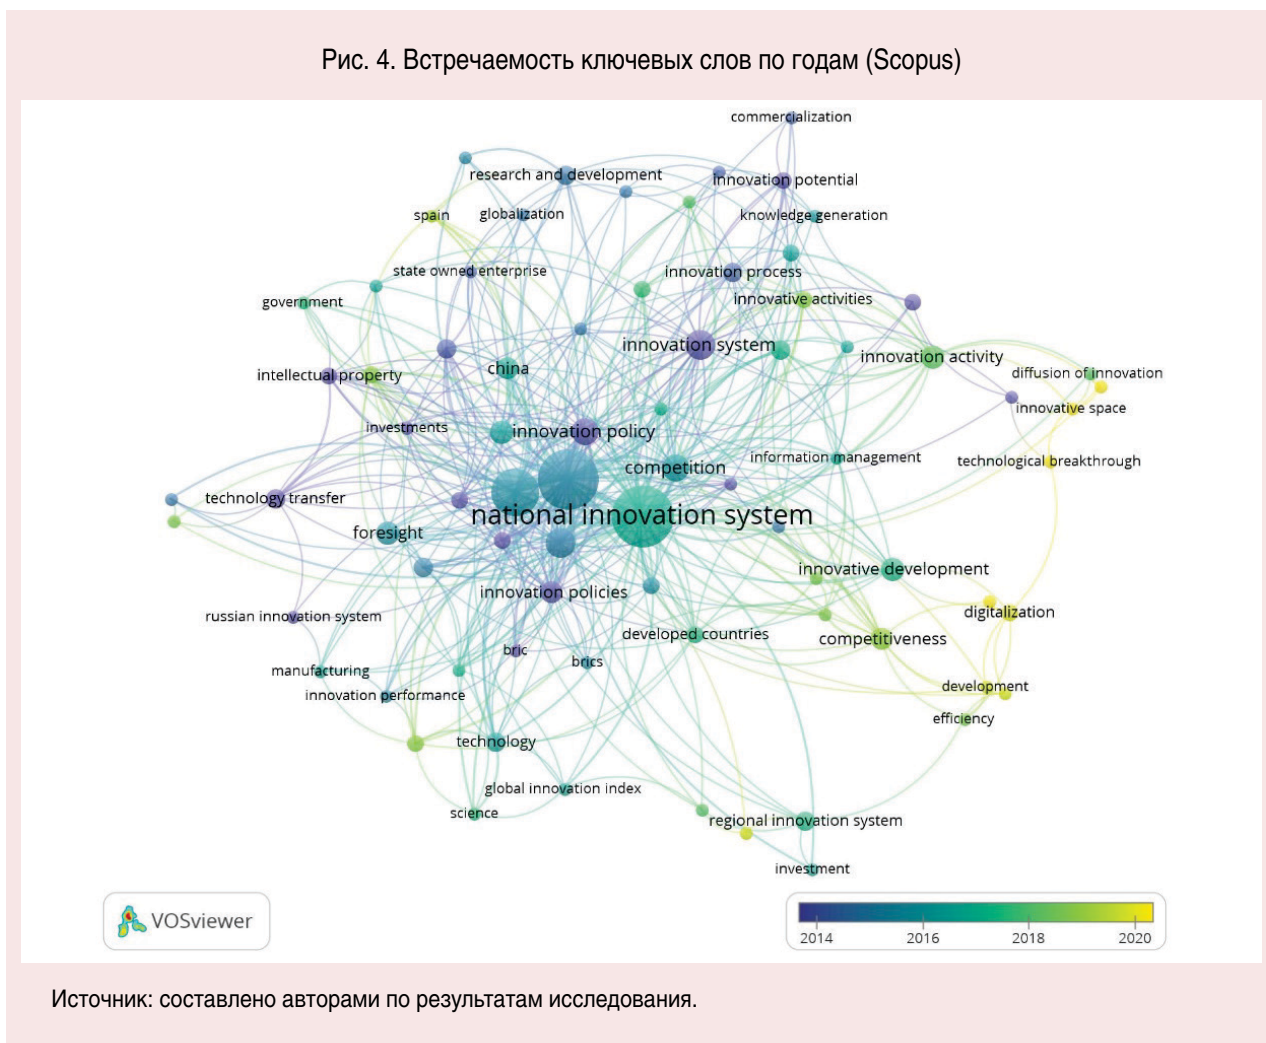 Рис. 4. Встречаемость ключевых слов по годам (Scopus)
commercialization
research and development
innovation potential
spain
globalization
knowledge generation
state owned enterprise
innovation process
government
innovative activities
innovation system
innovation activity
china
intellectual property
diffusion of innovation
innovative space
investments
innovation policy
competition
information management
technological breakthrough
technology transfer
national innovation system
foresight
innovative development
innovation policies
russian innovation system
digitalization
developed countries
competitiveness
bric
brics
manufacturing
innovation performance
development
efficiency
technology
global innovation index
science
regional innovation system
investment
VOSviewer
2014 2016 2018 2020
Источник: составлено авторами по результатам исследования.